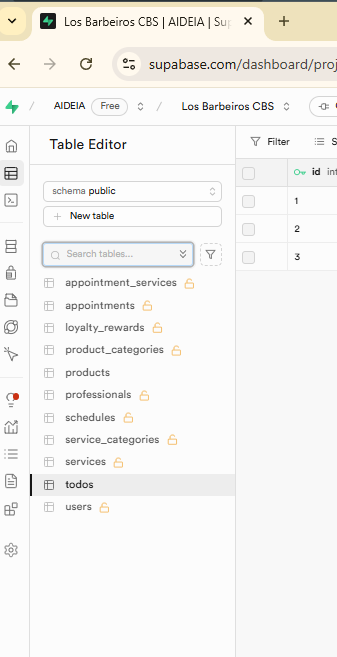 Los Barbeiros CBS | AIDEIA | Sup
supabase.com/dashboard/proj
AIDEIA Free / Los Barbeiros CBS
Table Editor
Filter
schema public
New table
id int
Search tables...
1
2
3
appointment_services
appointments
loyalty_rewards
product_categories
products
professionals
schedules
service_categories
services
todos
users